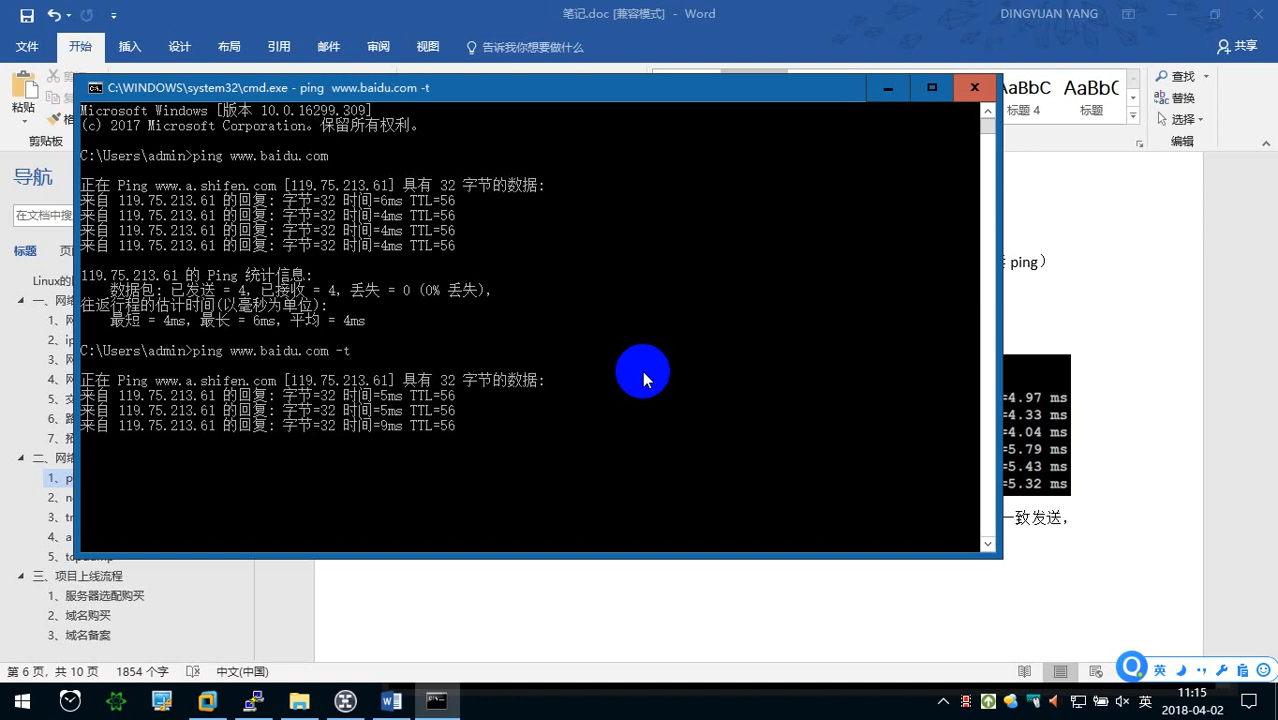 笔记.doc [兼容模式] - Word
DINGYUAN YANG
文件
开始
插入
设计
布局
引用
邮件
审阅
视图
告诉我你想要做什么
共享
粘贴
剪贴板
AaBbC
AaBbC
标题 4
标题
查找
替换
选择
编辑
C:\WINDOWS\system32\cmd.exe - ping www.baidu.com -t
Microsoft Windows [版本 10.0.16299.309]
(c) 2017 Microsoft Corporation。保留所有权利。
C:\Users\admin>ping www.baidu.com
正在 Ping www.a.shifen.com [119.75.213.61] 具有 32 字节的数据:
来自 119.75.213.61 的回复: 字节=32 时间=6ms TTL=56
来自 119.75.213.61 的回复: 字节=32 时间=4ms TTL=56
来自 119.75.213.61 的回复: 字节=32 时间=4ms TTL=56
来自 119.75.213.61 的回复: 字节=32 时间=4ms TTL=56
119.75.213.61 的 Ping 统计信息:
数据包: 已发送 = 4, 已接收 = 4, 丢失 = 0 (0% 丢失),
往返行程的估计时间(以毫秒为单位):
最短 = 4ms, 最长 = 6ms, 平均 = 4ms
C:\Users\admin>ping www.baidu.com -t
正在 Ping www.a.shifen.com [119.75.213.61] 具有 32 字节的数据:
来自 119.75.213.61 的回复: 字节=32 时间=5ms TTL=56
来自 119.75.213.61 的回复: 字节=32 时间=5ms TTL=56
来自 119.75.213.61 的回复: 字节=32 时间=9ms TTL=56
导航
在文档中搜
标题
Linux的
一、网
1、网
2、ip
3、
4、
5、
6、
7、
二、网
1、p
2、n
3、tr
4、a
5、tcpdump
三、项目上线流程
1、服务器选配购买
2、域名购买
3、域名备案
ping）
=4.97 ms
=4.33 ms
=4.04 ms
=5.79 ms
=5.43 ms
=5.32 ms
一致发送，
第 6 页，共 10 页
1854 个字
中文(中国)
英
英
11:15
2018-04-02